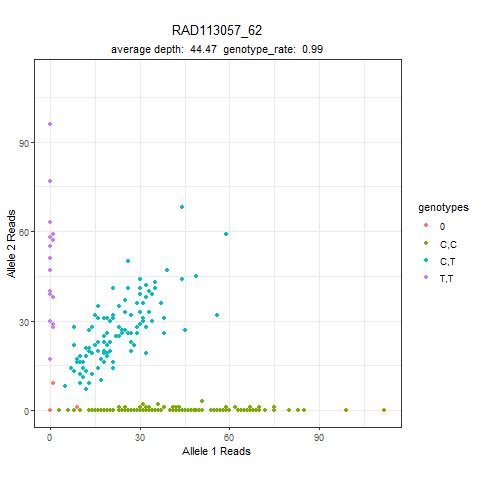 RAD113057_62
average depth: 44.47 genotype_rate: 0.99
Allele 2 Reads
90
60
30
0
0 30 60 90
Allele 1 Reads
genotypes
0
C,C
C,T
T,T